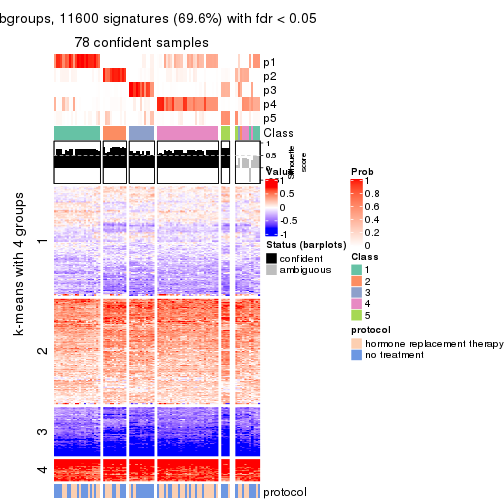 bgroups, 11600 signatures (69.6%) with fdr < 0.05
78 confident samples
p1
p2
p3
p4
p5
Class
1
0.5
0
Silhouette
score
k-means with 4 groups
1
2
3
4
protocol
Value
1
0.5
0
-0.5
-1
Status (barplots)
confident
ambiguous
Prob
1
0.8
0.6
0.4
0.2
0
Class
1
2
3
4
5
protocol
hormone replacement therapy
no treatment